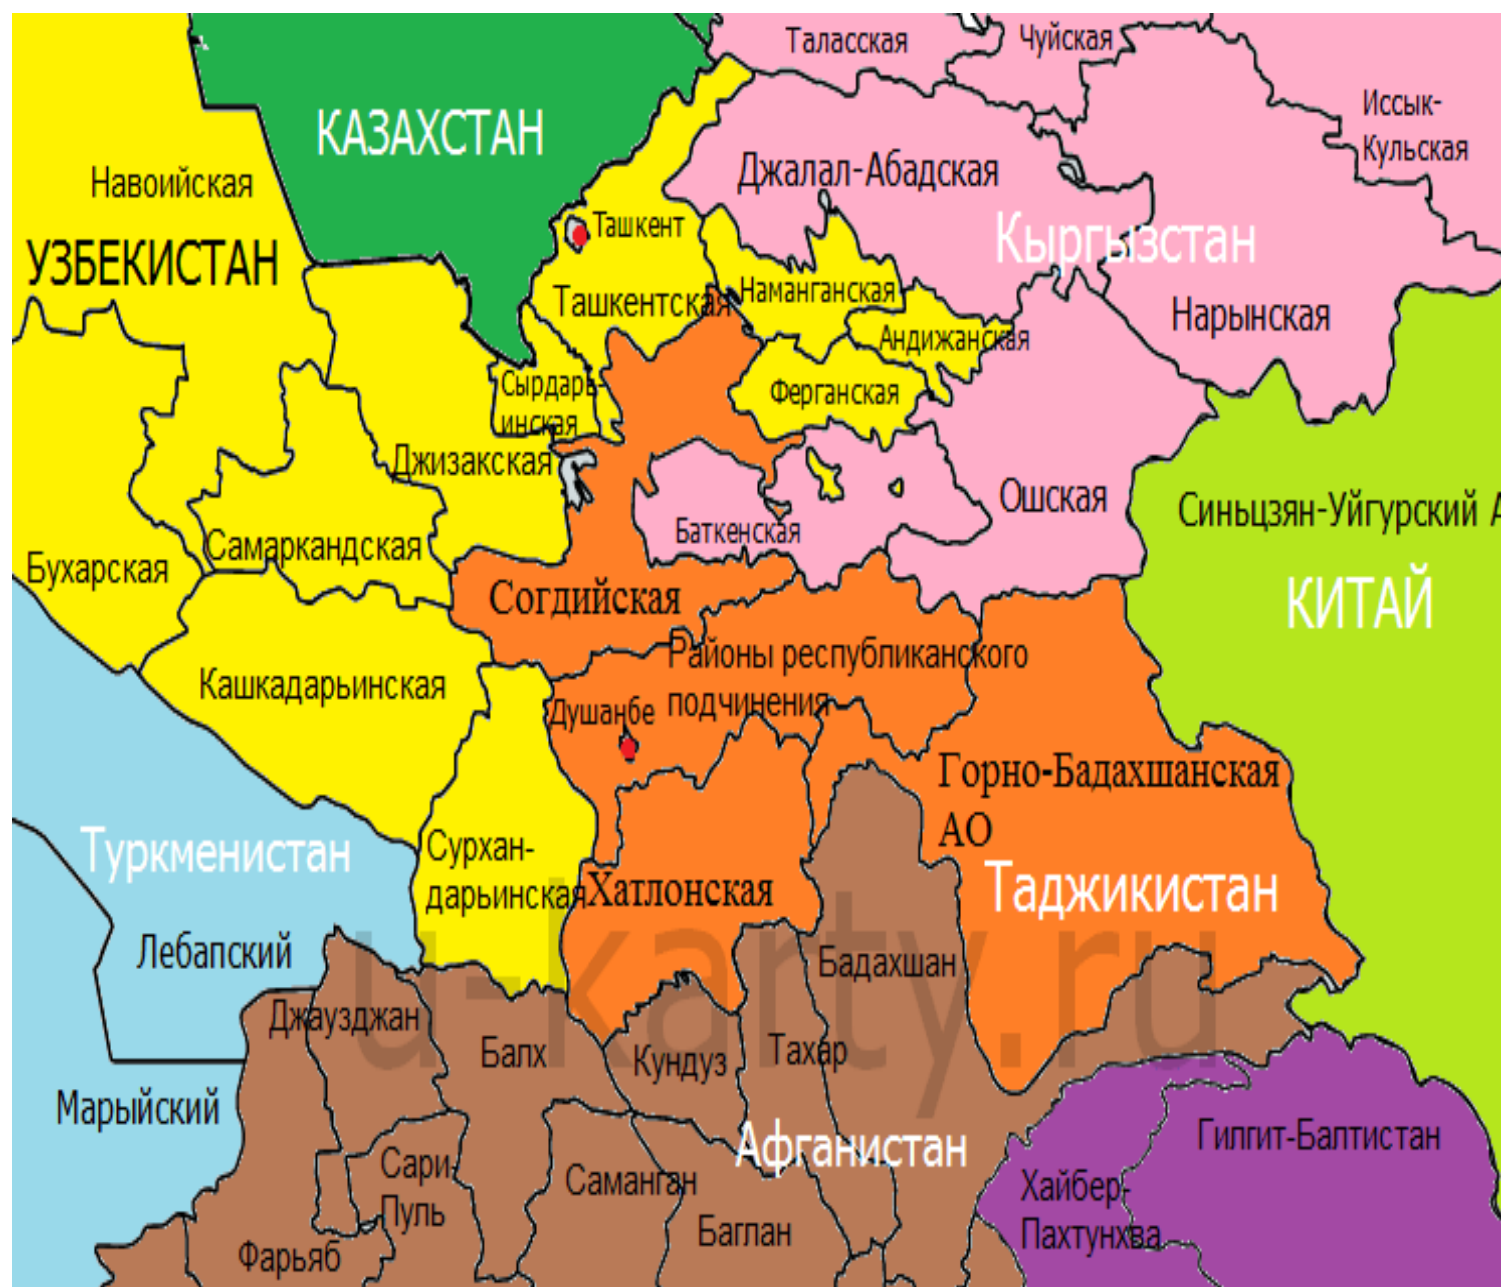 Таласская
Чуйская
Иссык-
Кульская
КАЗАХСТАН
Навоийская
Джалал-Абадская
Ташкент
Кыргызстан
УЗБЕКИСТАН
Ташкентская
Наманганская
Нарынская
Андижанская
Сырдарь-
инская
Ферганская
Джизакская
Ошская
Синьцзян-Уйгурский А
Баткенская
Самаркандская
Бухарская
Согдийская
КИТАЙ
Районы республиканского
подчинения
Кашкадарьинская
Душанбе
Горно-Бадахшанская
АО
Туркменистан
Сурхан-
дарьинская
Хатлонская
Таджикистан
Лебапский
Бадахшан
u-karty.ru
Джаузджан
Балх
Кундуз
Тахар
Марыйский
Афганистан
Гилгит-Балтистан
Сари-
Пуль
Саманган
Хайбер-
Пахтунхва
Баглан
Фарьяб